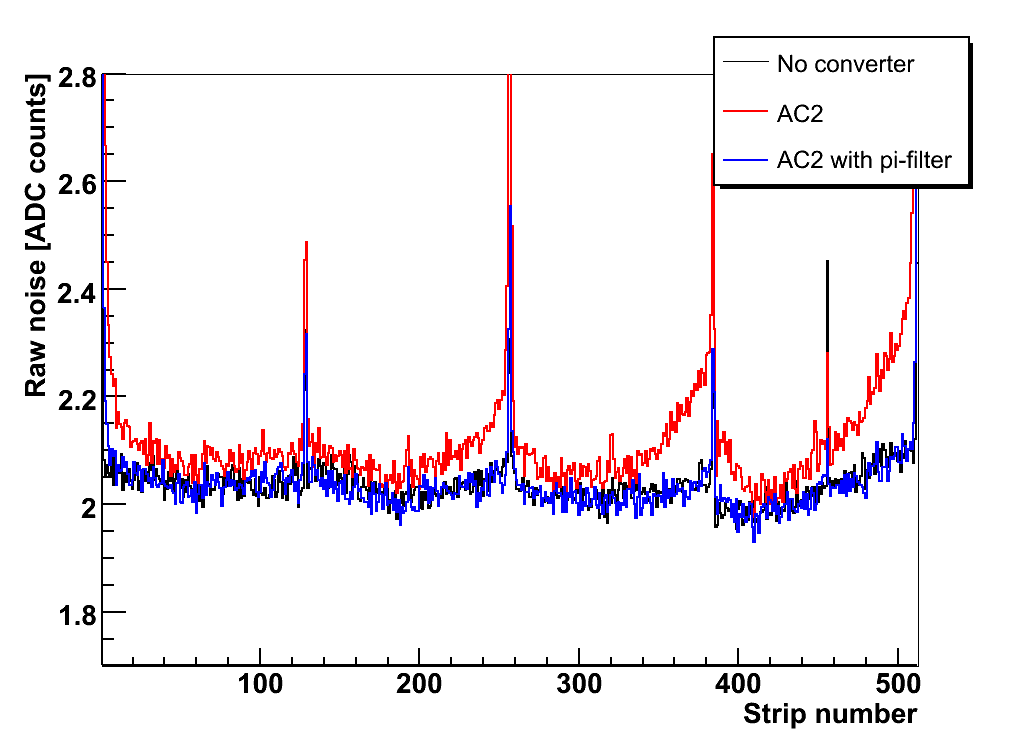 Raw noise [ADC counts]
2.8
2.6
2.4
2.2
2
1.8
No converter
AC2
AC2 with pi-filter
100 200 300 400 500
Strip number